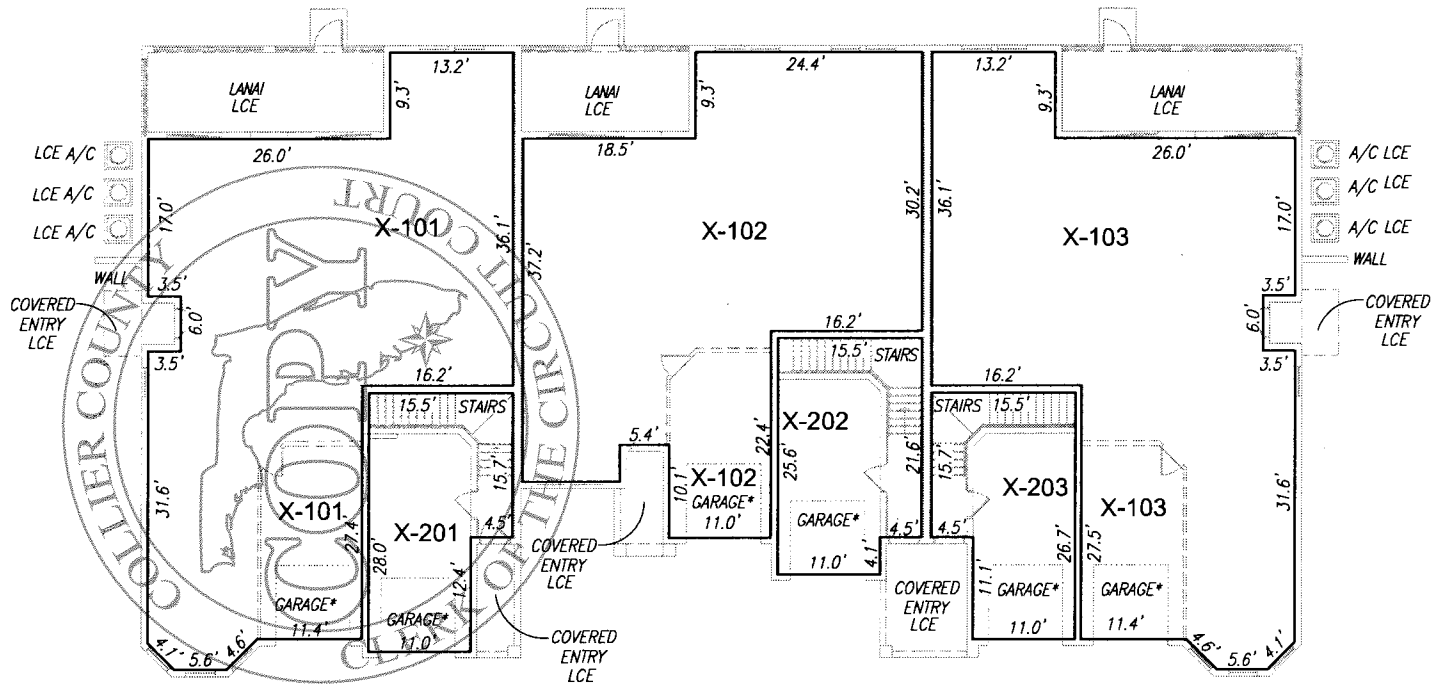 13.2'
24.4'
13.2'
LANAI
LCE
9.3'
LANAI
LCE
9.3'
9.3'
LANAI
LCE
LCE A/C
LCE A/C
LCE A/C
26.0'
18.5'
26.0'
A/C LCE
A/C LCE
A/C LCE
17.0'
X-101
36.1'
37.2'
X-102
30.2'
36.1'
X-103
17.0'
WALL
WALL
3.5'
6.0'
3.5'
COVERED
ENTRY
LCE
3.5'
6.0'
3.5'
COVERED
ENTRY
LCE
16.2'
16.2'
16.2'
15.5'
STAIRS
15.5'
STAIRS
STAIRS
15.5'
31.6'
X-101
27.4'
28.0'
X-201
15.7'
4.5'
12.4'
5.4'
10.1'
X-102
GARAGE*
11.0'
22.4'
25.6'
X-202
21.6'
GARAGE*
11.0'
4.1'
4.5'
15.7'
4.5'
X-203
11.1'
26.7'
27.5'
X-103
31.6'
COVERED
ENTRY
LCE
COVERED
ENTRY
LCE
GARAGE*
11.4'
GARAGE*
11.0'
GARAGE*
11.0'
GARAGE*
11.4'
4.1'
5.6'
4.6'
COVERED
ENTRY
LCE
4.6'
5.6'
4.1'
COLLIER COUNTY
CLERK OF THE CIRCUIT COURT
COPY